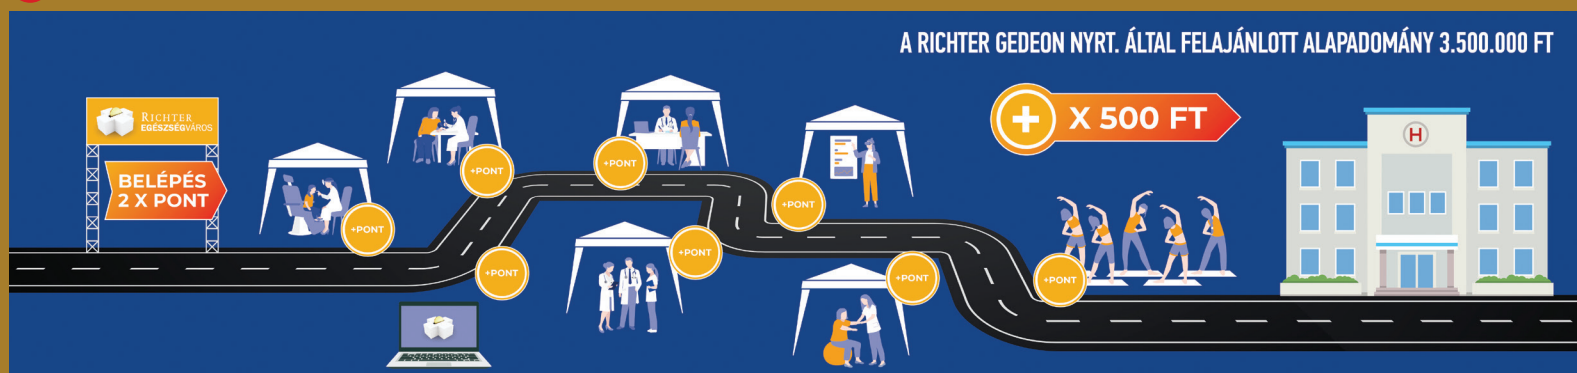 A RICHTER GEDEON NYRT. ÁLTAL FELAJÁNLOTT ALAPADOMÁNY 3.500.000 FT
RICHTER
EGÉSZSÉGVÁROS
BELÉPÉS
2 X PONT
+PONT
+PONT
+PONT
+PONT
+PONT
+PONT
+PONT
+PONT
+ X 500 FT
H